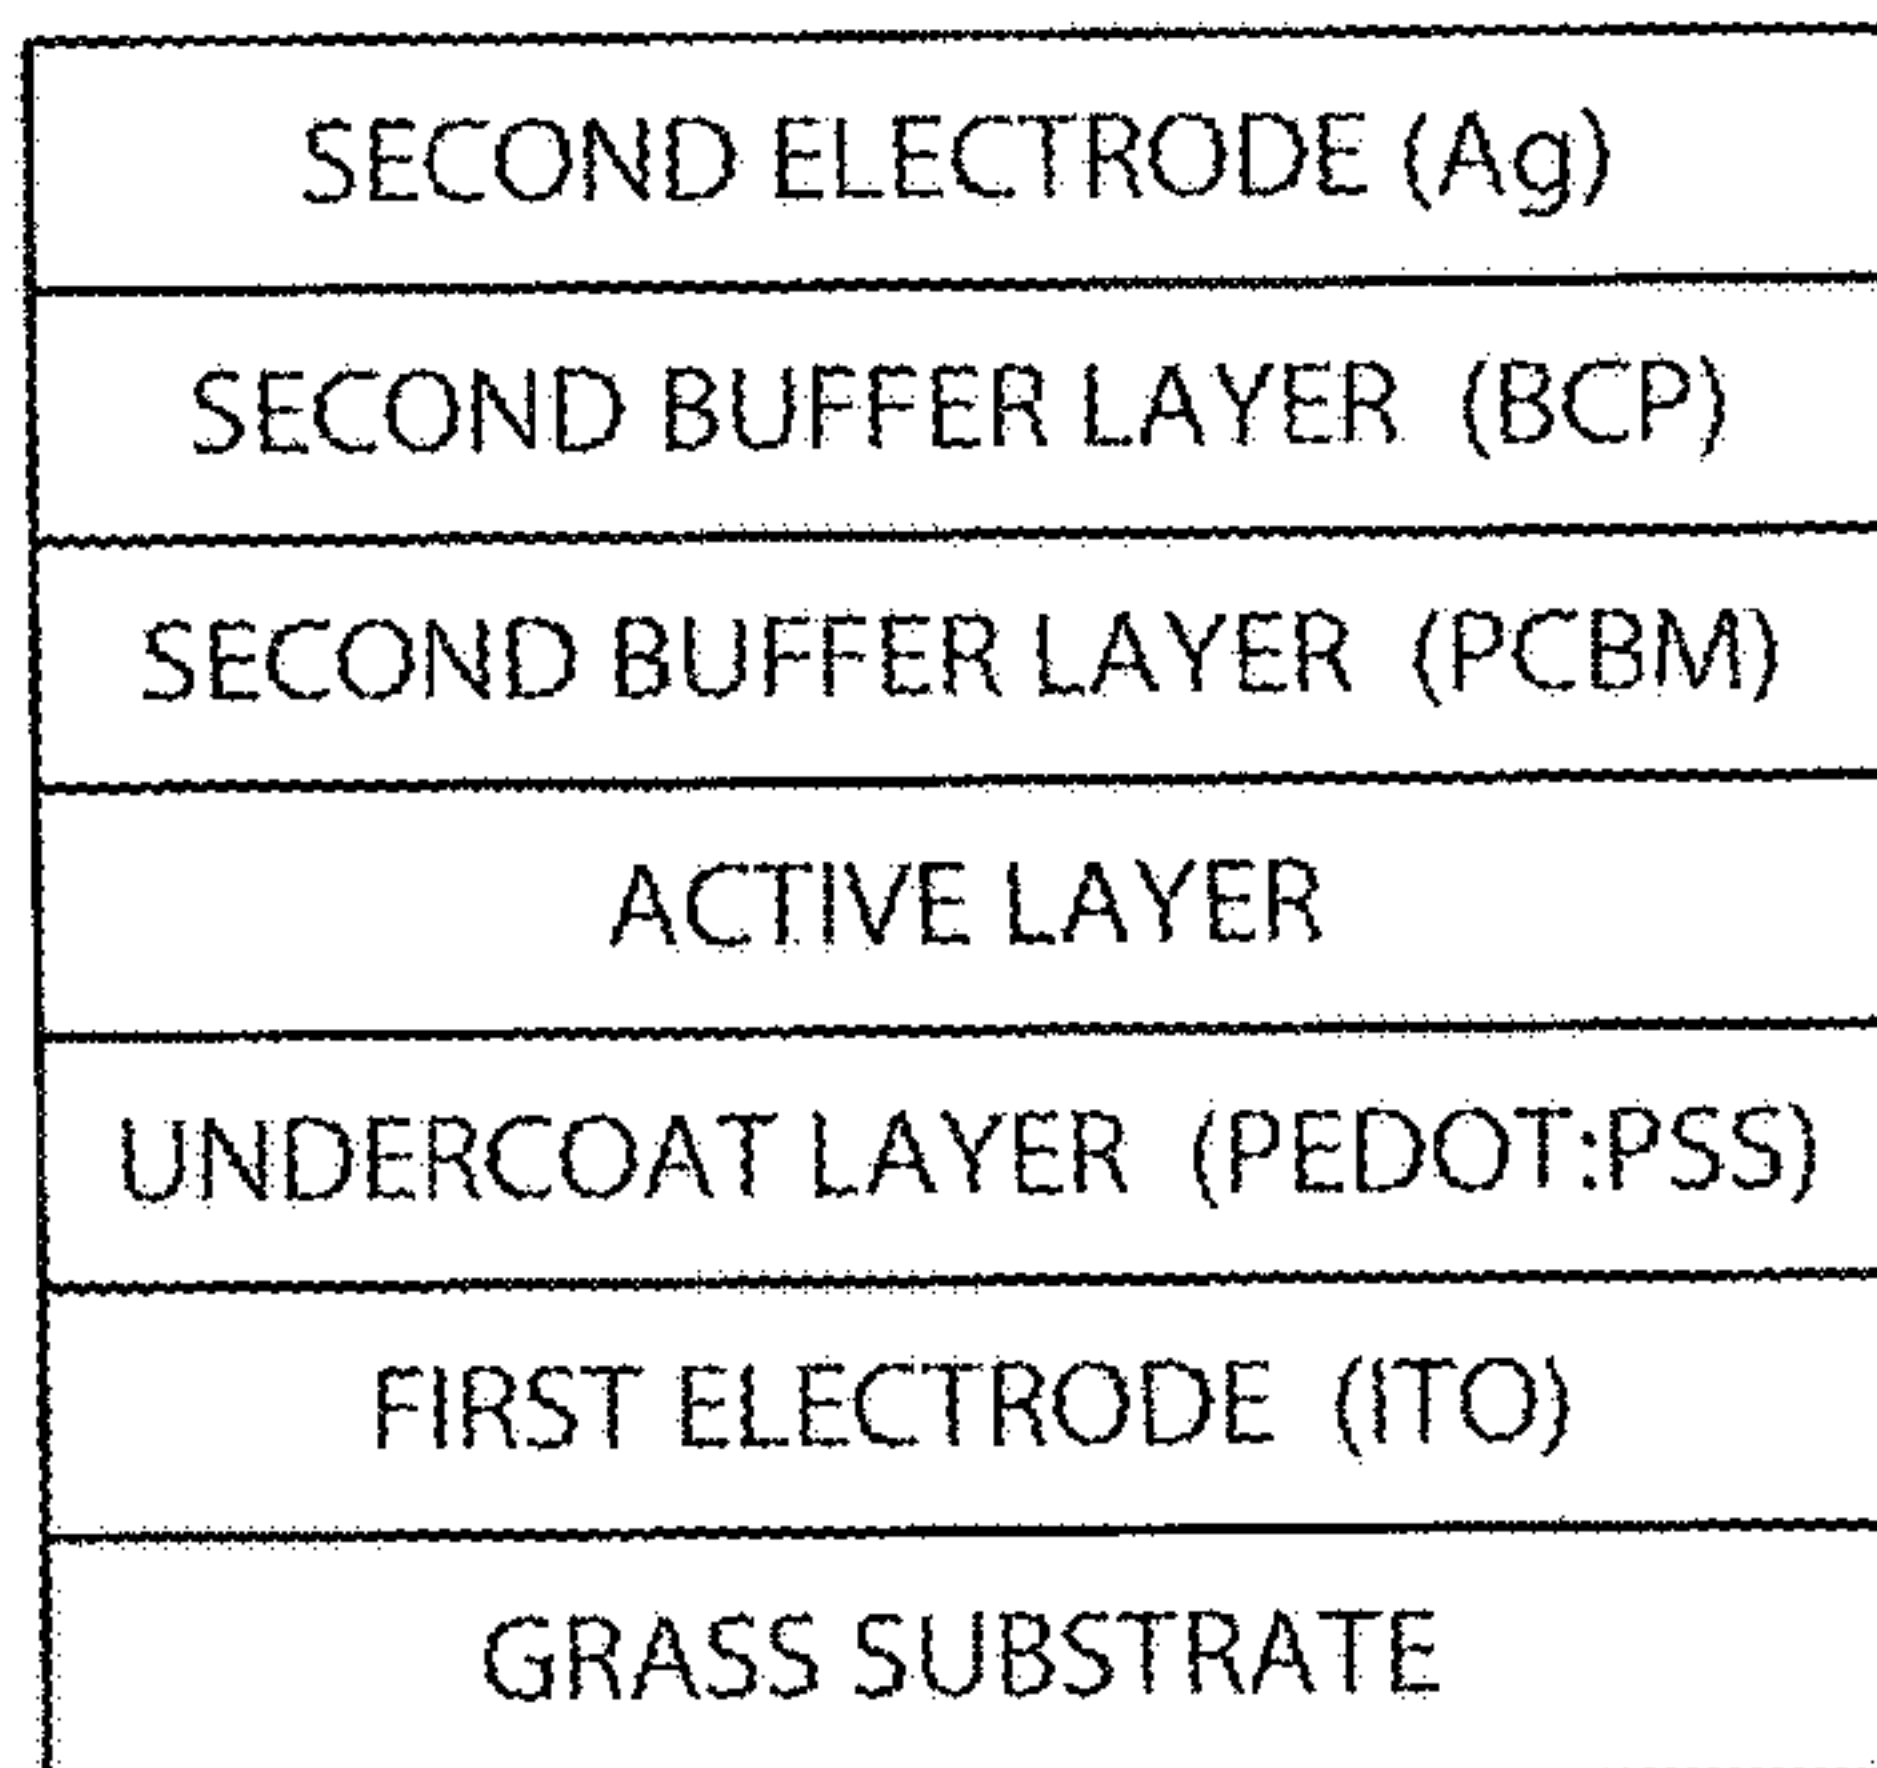 SECOND ELECTRODE (Ag)
SECOND BUFFER LAYER (BCP)
SECOND BUFFER LAYER (PCBM)
ACTIVE LAYER
UNDERCOAT LAYER (PEDOT:PSS)
FIRST ELECTRODE (ITO)
GRASS SUBSTRATE